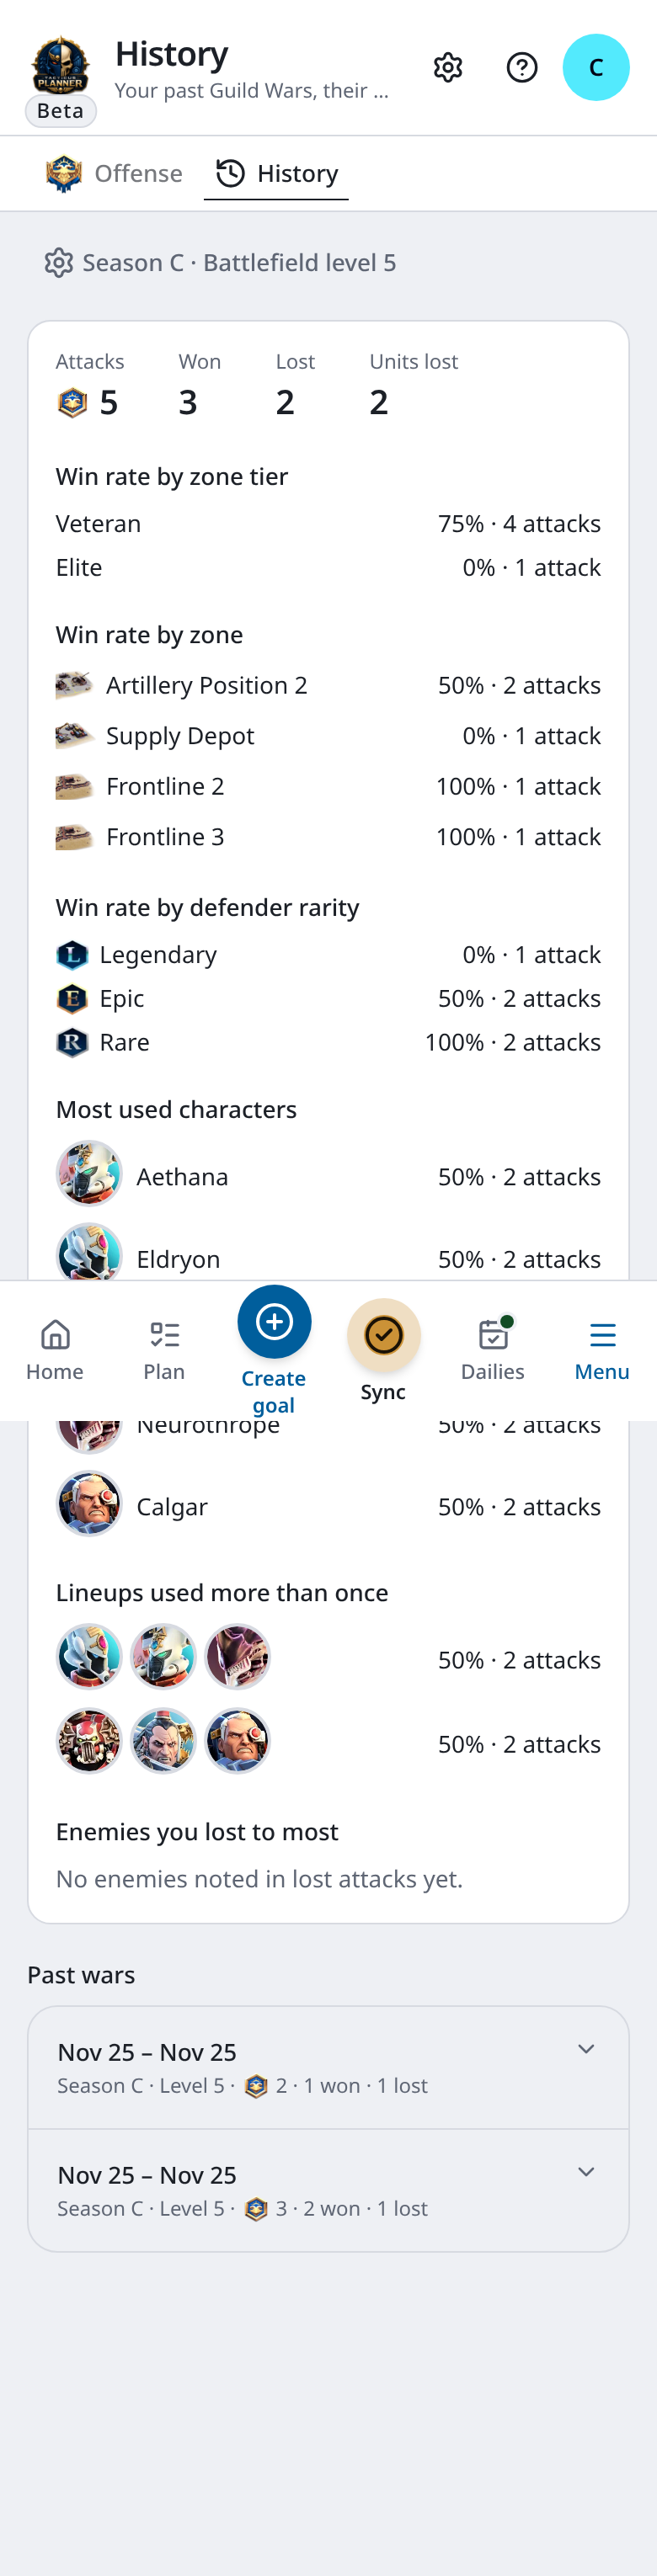 PLANNER
Beta
History
Your past Guild Wars, their ...
C
Offense
History
Season C · Battlefield level 5
Attacks Won Lost Units lost
5 3 2 2
Win rate by zone tier
Veteran 75% · 4 attacks
Elite 0% · 1 attack
Win rate by zone
Artillery Position 2 50% · 2 attacks
Supply Depot 0% · 1 attack
Frontline 2 100% · 1 attack
Frontline 3 100% · 1 attack
Win rate by defender rarity
L Legendary 0% · 1 attack
E Epic 50% · 2 attacks
R Rare 100% · 2 attacks
Most used characters
Aethana 50% · 2 attacks
Eldryon 50% · 2 attacks
Home
Plan
Create goal
Sync
Dailies
Menu
Neurothrope 50% · 2 attacks
Calgar 50% · 2 attacks
Lineups used more than once
50% · 2 attacks
50% · 2 attacks
Enemies you lost to most
No enemies noted in lost attacks yet.
Past wars
Nov 25 – Nov 25
Season C · Level 5 · 2 · 1 won · 1 lost
Nov 25 – Nov 25
Season C · Level 5 · 3 · 2 won · 1 lost